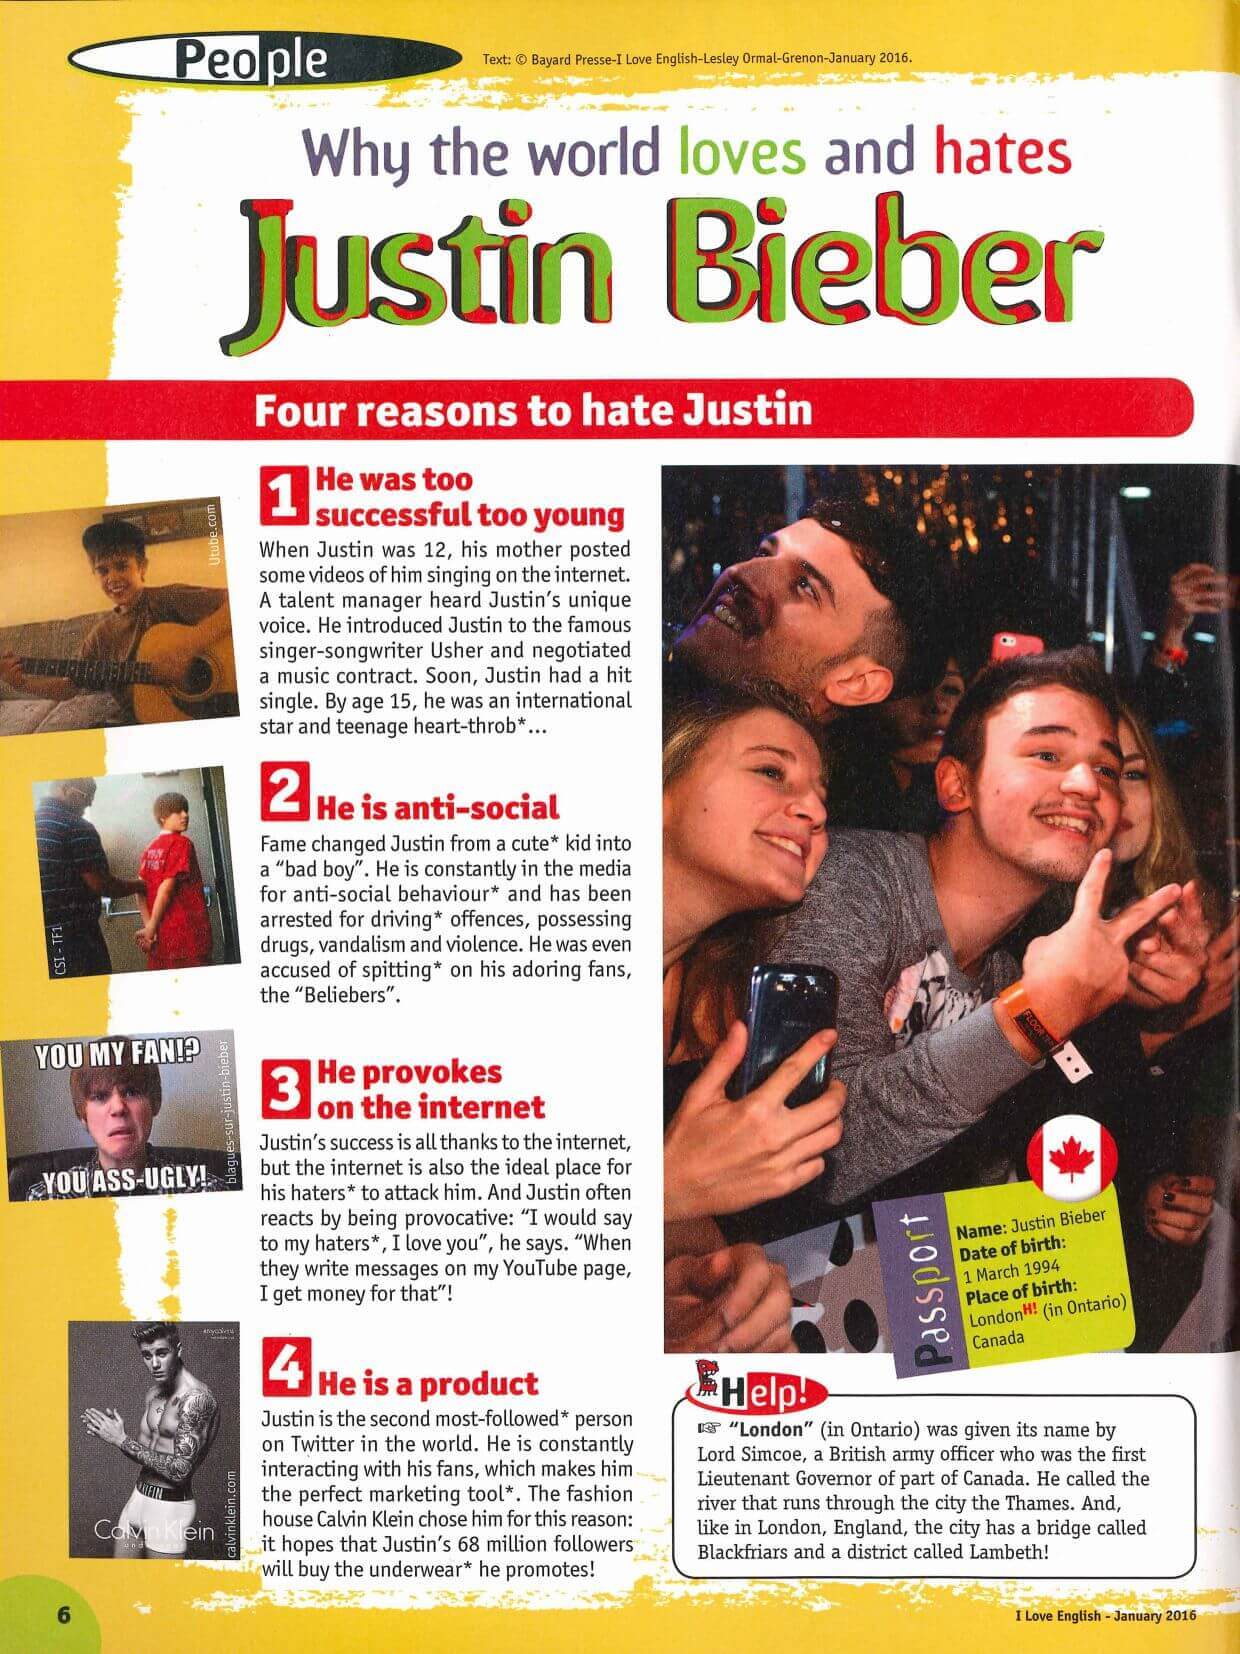 People
Text: © Bayard Presse-I Love English-Lesley Ormal-Grenon-January 2016.
Why the world loves and hates
Justin Bieber
Four reasons to hate Justin
1 He was too
successful too young
When Justin was 12, his mother posted
some videos of him singing on the internet.
A talent manager heard Justin's unique
voice. He introduced Justin to the famous
singer-songwriter Usher and negotiated
a music contract. Soon, Justin had a hit
single. By age 15, he was an international
star and teenage heart-throb*...
Utube.com
2 He is anti-social
Fame changed Justin from a cute* kid into
a “bad boy”. He is constantly in the media
for anti-social behaviour* and has been
arrested for driving* offences, possessing
drugs, vandalism and violence. He was even
accused of spitting* on his adoring fans,
the “Beliebers”.
CSI - TF1
3 He provokes
on the internet
Justin's success is all thanks to the internet,
but the internet is also the ideal place for
his haters* to attack him. And Justin often
reacts by being provocative: “I would say
to my haters*, I love you”, he says. “When
they write messages on my YouTube page,
I get money for that”!
YOU MY FAN!?
YOU ASS-UGLY!
blagues-sur-justin-bieber
4 He is a product
Justin is the second most-followed* person
on Twitter in the world. He is constantly
interacting with his fans, which makes him
the perfect marketing tool*. The fashion
house Calvin Klein chose him for this reason:
it hopes that Justin's 68 million followers
will buy the underwear* he promotes!
#mycalvins
KLEIN
Calvin Klein
underwear
calvinklein.com
FLOOR
Passport
Name: Justin Bieber
Date of birth:
1 March 1994
Place of birth:
London H! (in Ontario)
Canada
Help!
☞ “London” (in Ontario) was given its name by
Lord Simcoe, a British army officer who was the first
Lieutenant Governor of part of Canada. He called the
river that runs through the city the Thames. And,
like in London, England, the city has a bridge called
Blackfriars and a district called Lambeth!
6
I Love English - January 2016